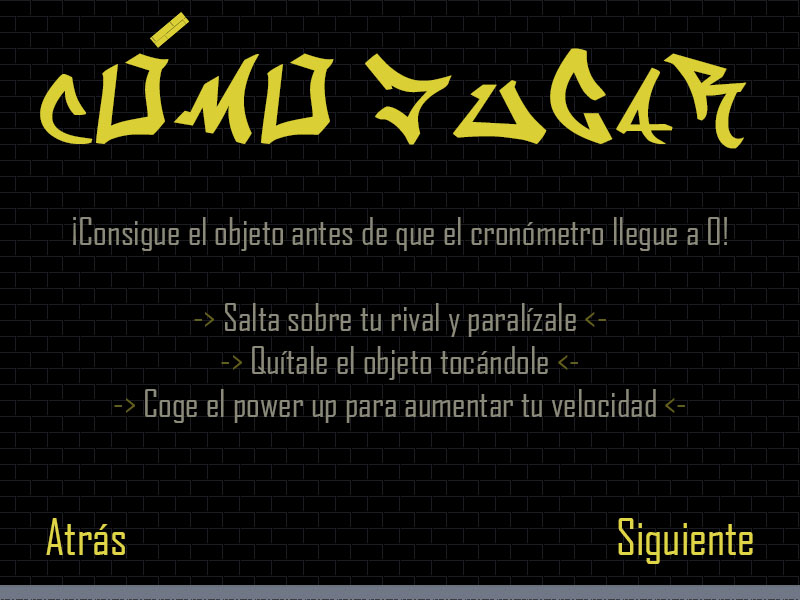 CÓMO JUGAR
¡Consigue el objeto antes de que el cronómetro llegue a 0!
-> Salta sobre tu rival y paralízale <-
-> Quítale el objeto tocándole <-
-> Coge el power up para aumentar tu velocidad <-
Atrás
Siguiente